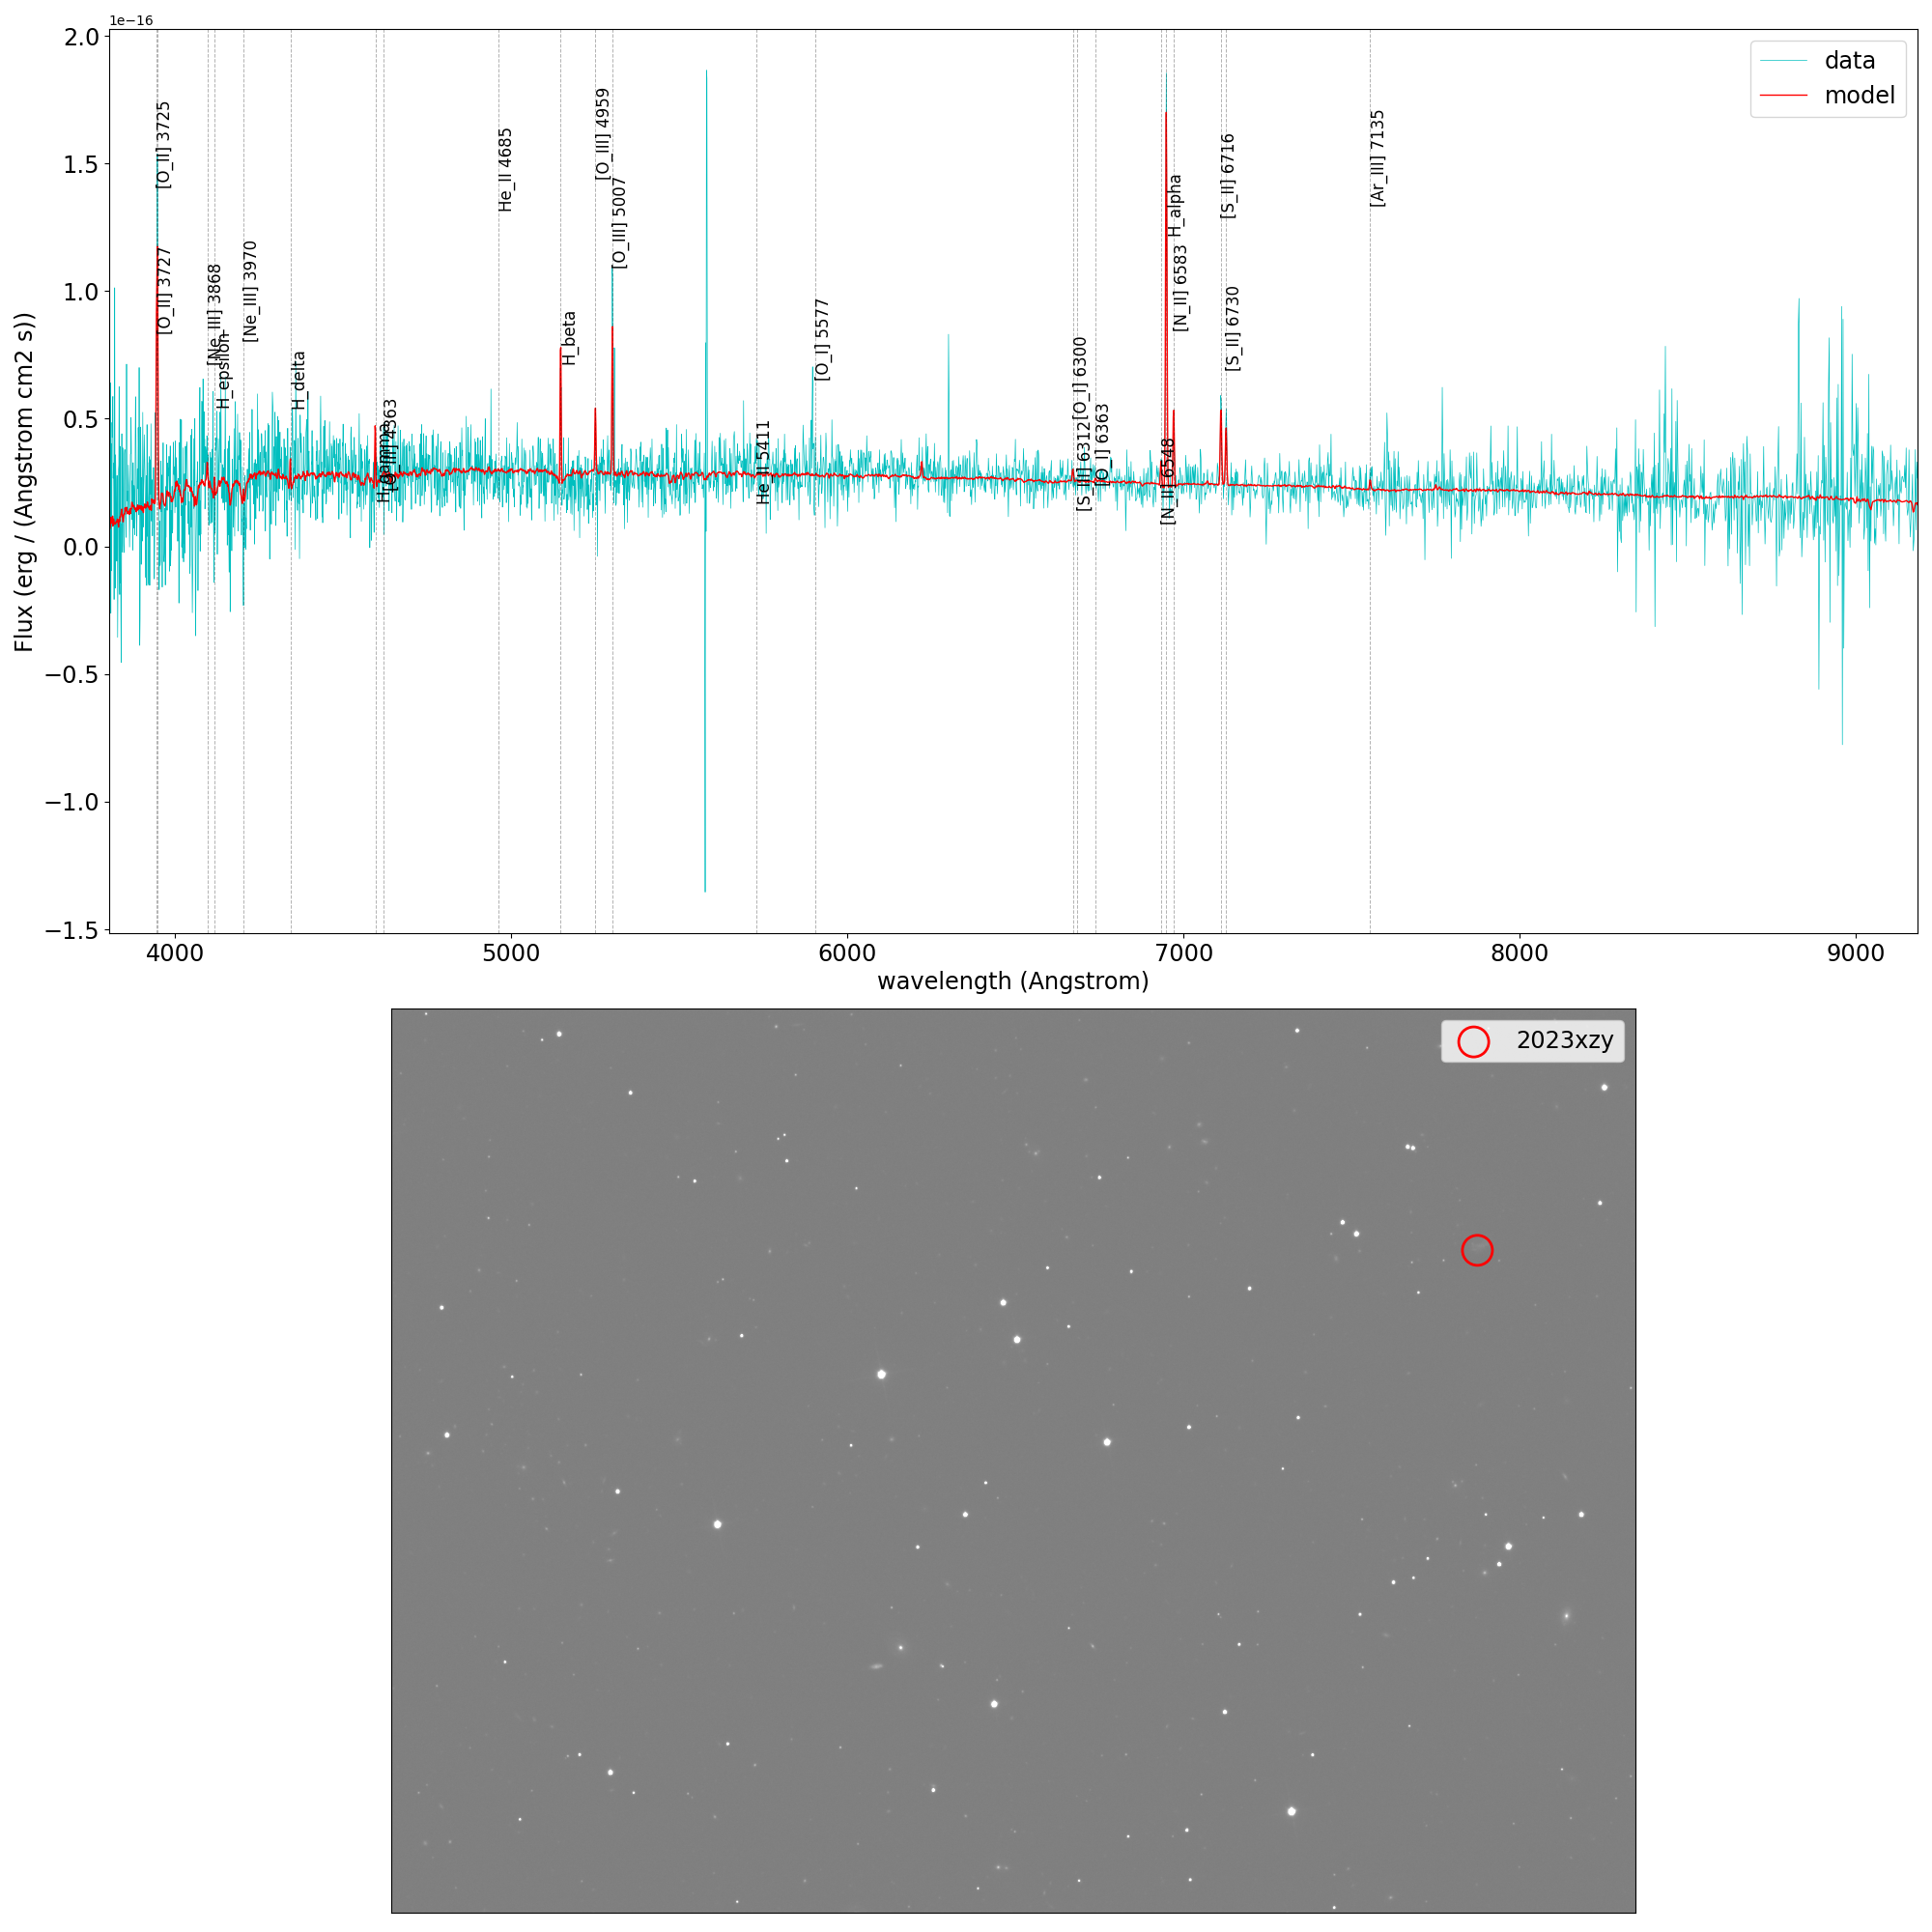 1e−16
2.0
1.5
1.0
0.5
0.0
−0.5
−1.0
−1.5
Flux (erg / (Angstrom cm2 s))
4000 5000 6000 7000 8000 9000
wavelength (Angstrom)
data
model
[O_II] 3725
[O_II] 3727
[Ne_III] 3868
H_epsilon
[Ne_III] 3970
H_delta
H_gamma
[O_III] 4363
He_II 4685
H_beta
[O_III] 4959
[O_III] 5007
He_II 5411
[O_I] 5577
[O_I] 6300
[S_III] 6312
[O_I] 6363
[N_II] 6548
H_alpha
[N_II] 6583
[S_II] 6716
[S_II] 6730
[Ar_III] 7135
2023xzy